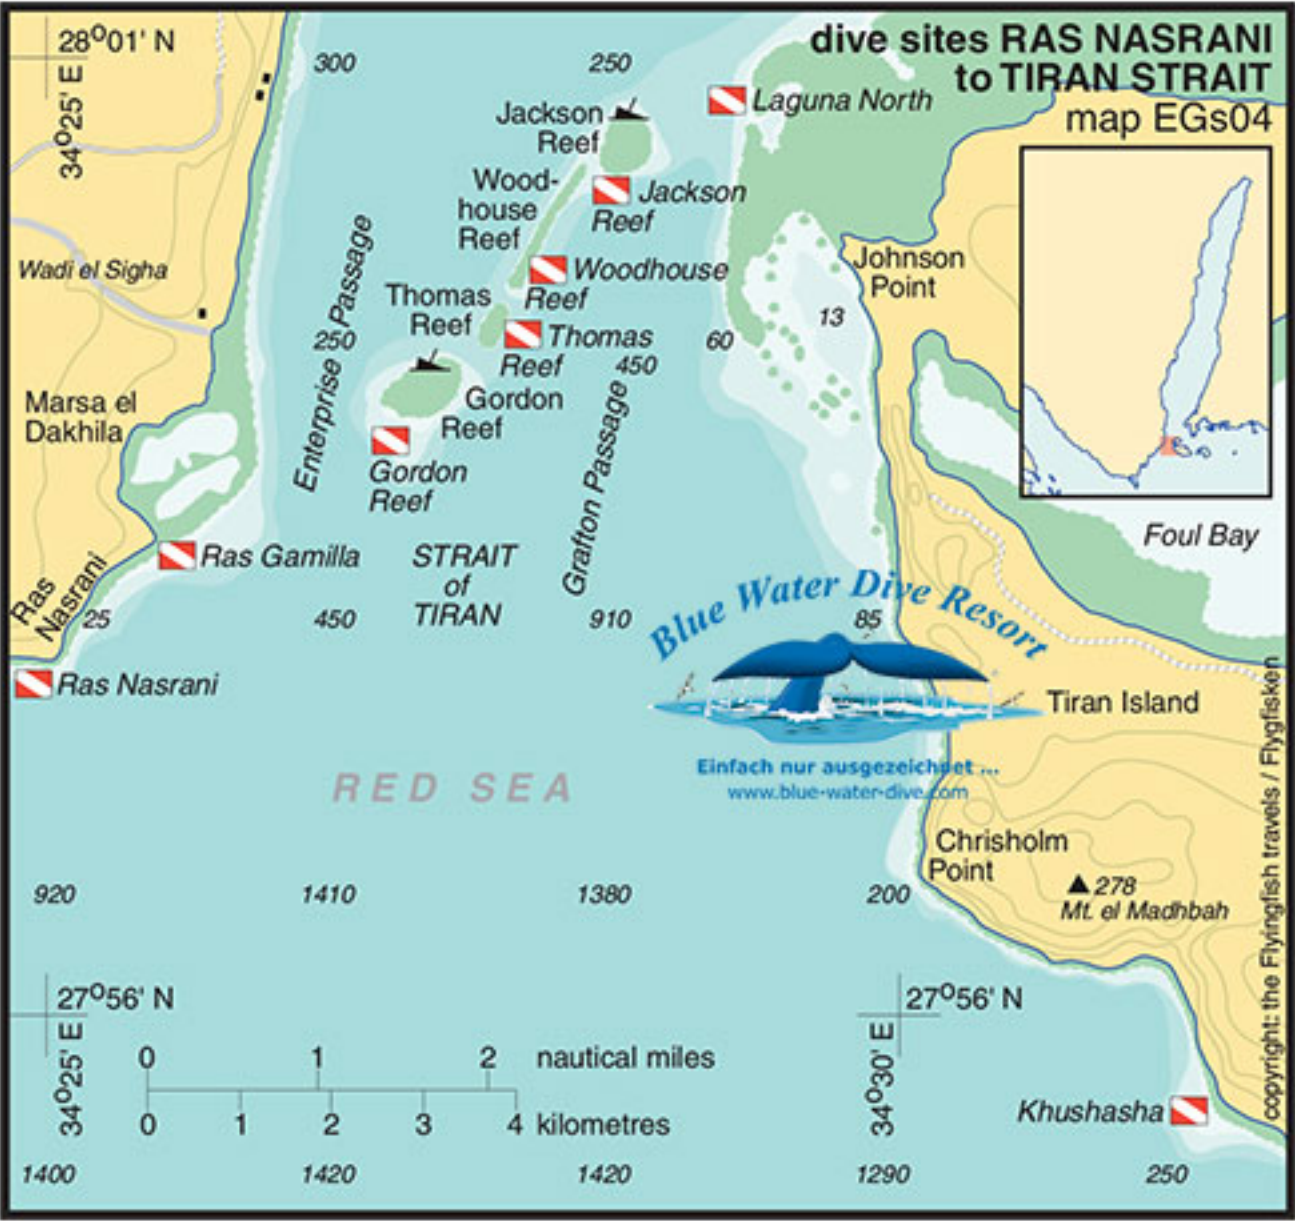 dive sites RAS NASRANI
to TIRAN STRAIT
map EGs04
28°01' N
34°25' E
300
250
Laguna North
Jackson
Reef
Jackson
Reef
Wood-
house
Reef
Woodhouse
Reef
Wadi el Sigha
Enterprise Passage
250
Thomas
Reef
Thomas
Reef
450
60
13
Johnson
Point
Marsa el
Dakhila
Gordon
Reef
Gordon
Reef
Grafton Passage
Foul Bay
Ras Gamilla
STRAIT
of
TIRAN
Ras
Nasrani
25
450
910
85
Blue Water Dive Resort
Ras Nasrani
Tiran Island
Einfach nur ausgezeichnet ...
www.blue-water-dive.com
RED SEA
Chrisholm
Point
278
Mt. el Madhbah
920
1410
1380
200
27°56' N
34°25' E
27°56' N
34°30' E
0 1 2 nautical miles
0 1 2 3 4 kilometres
Khushasha
1400
1420
1420
1290
250
copyright: the Flyingfish travels / Flygfisken